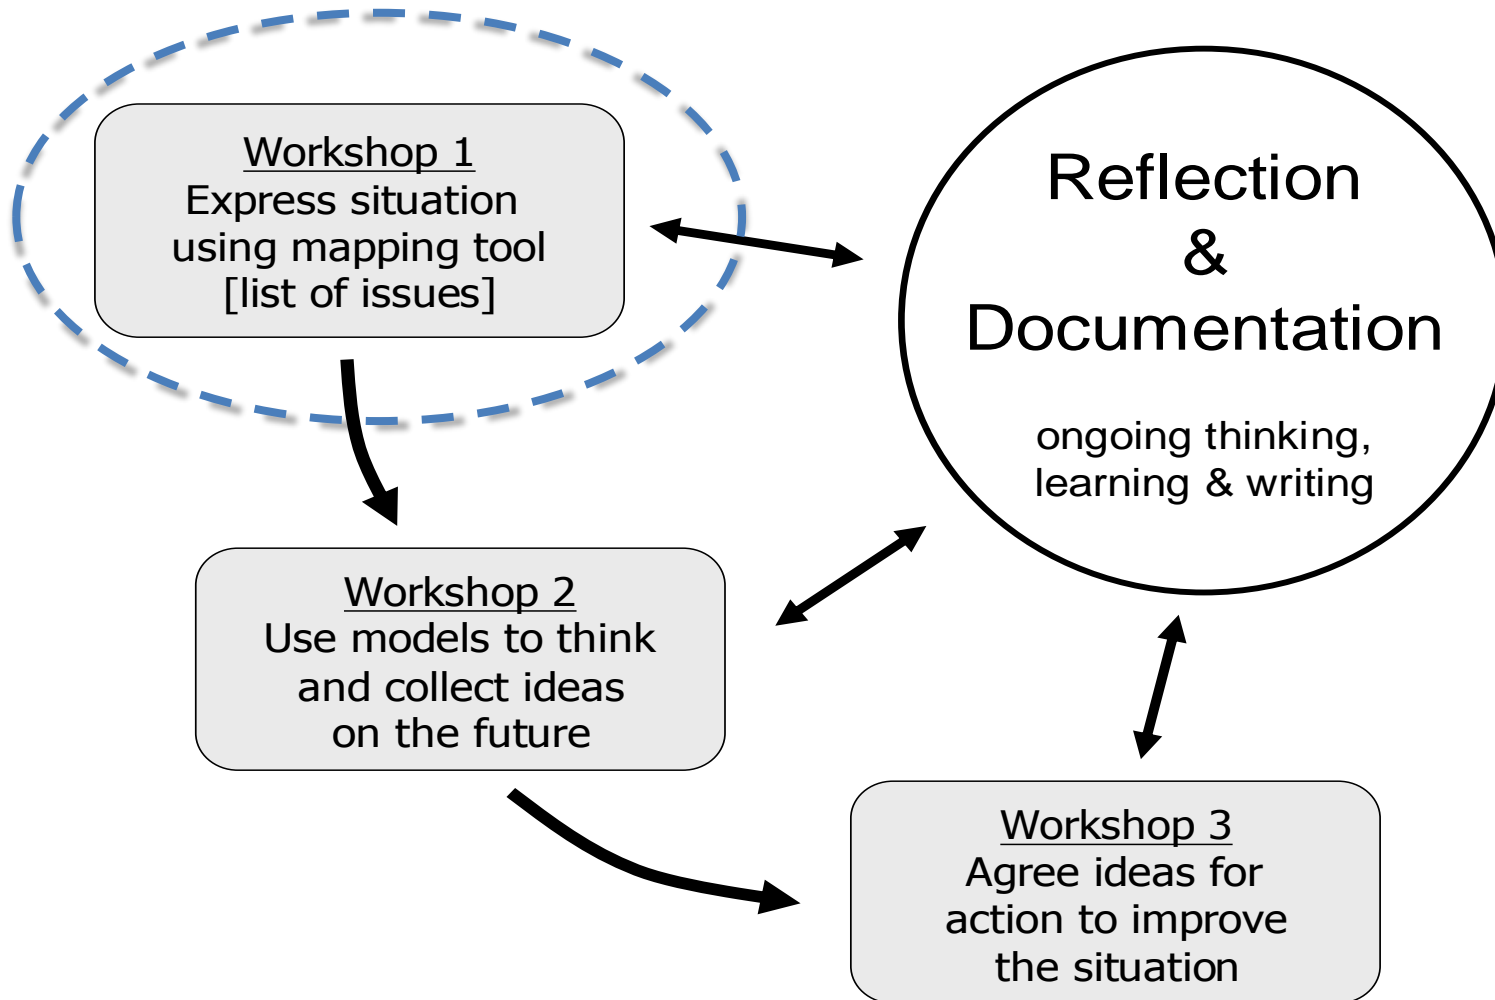 Workshop 1
Express situation
using mapping tool
[list of issues]
Reflection
&
Documentation
ongoing thinking,
learning & writing
Workshop 2
Use models to think
and collect ideas
on the future
Workshop 3
Agree ideas for
action to improve
the situation